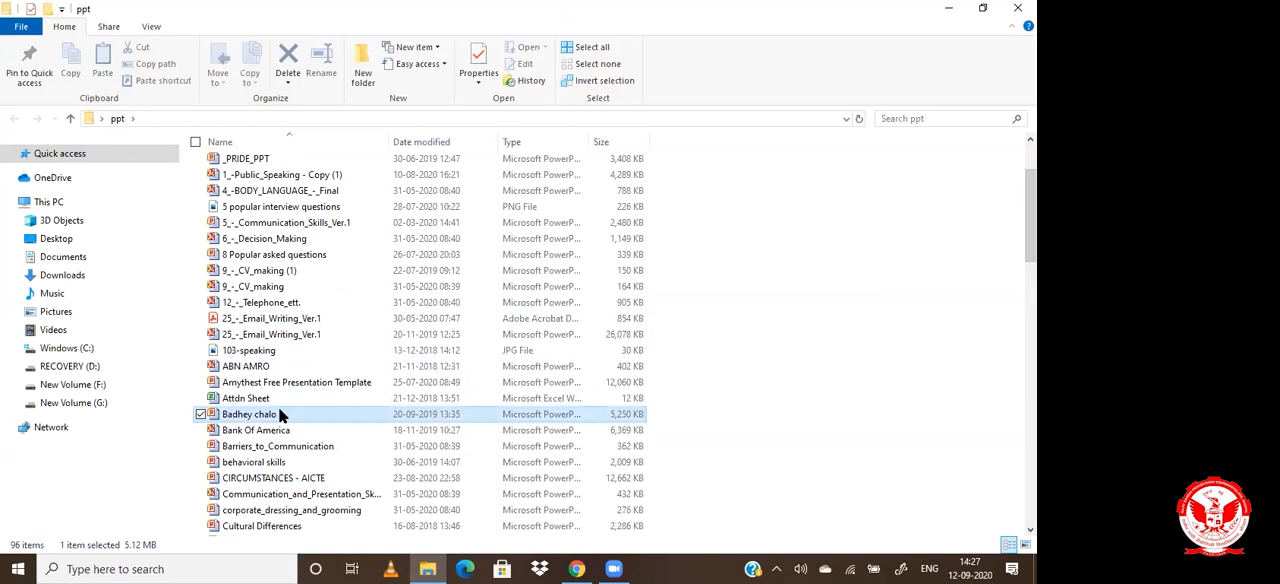 ppt
File Home Share View
Pin to Quick access
Copy
Paste
Cut
Copy path
Paste shortcut
Clipboard
Move to
Copy to
Delete
Rename
Organize
New folder
New item
Easy access
New
Properties
Open
Edit
History
Open
Select all
Select none
Invert selection
Select
ppt
Search ppt
Quick access
OneDrive
This PC
3D Objects
Desktop
Documents
Downloads
Music
Pictures
Videos
Windows (C:)
RECOVERY (D:)
New Volume (F:)
New Volume (G:)
Network
Name Date modified Type Size
_PRIDE_PPT 30-06-2019 12:47 Microsoft PowerP... 3,408 KB
1_-Public_Speaking - Copy (1) 10-08-2020 16:21 Microsoft PowerP... 4,289 KB
4_-BODY_LANGUAGE_-_Final 31-05-2020 08:40 Microsoft PowerP... 788 KB
5 popular interview questions 28-07-2020 10:22 PNG File 226 KB
5_-_Communication_Skills_Ver.1 02-03-2020 14:41 Microsoft PowerP... 2,480 KB
6_-_Decision_Making 31-05-2020 08:40 Microsoft PowerP... 1,149 KB
8 Popular asked questions 26-07-2020 20:03 Microsoft PowerP... 339 KB
9_-_CV_making (1) 22-07-2019 09:12 Microsoft PowerP... 150 KB
9_-_CV_making 31-05-2020 08:39 Microsoft PowerP... 164 KB
12_-_Telephone_ett. 31-05-2020 08:40 Microsoft PowerP... 905 KB
25_-_Email_Writing_Ver.1 30-05-2020 07:47 Adobe Acrobat D... 854 KB
25_-_Email_Writing_Ver.1 20-11-2019 12:25 Microsoft PowerP... 26,078 KB
103-speaking 13-12-2018 14:12 JPG File 30 KB
ABN AMRO 21-11-2018 12:31 Microsoft PowerP... 402 KB
Amythest Free Presentation Template 25-07-2020 08:49 Microsoft PowerP... 12,060 KB
Attdn Sheet 21-12-2018 13:51 Microsoft Excel W... 12 KB
Badhey chalo 20-09-2019 13:35 Microsoft PowerP... 5,250 KB
Bank Of America 18-11-2019 10:27 Microsoft PowerP... 6,369 KB
Barriers_to_Communication 31-05-2020 08:39 Microsoft PowerP... 362 KB
behavioral skills 30-06-2019 14:07 Microsoft PowerP... 2,009 KB
CIRCUMSTANCES - AICTE 23-08-2020 22:58 Microsoft PowerP... 12,662 KB
Communication_and_Presentation_Sk... 31-05-2020 08:39 Microsoft PowerP... 432 KB
corporate_dressing_and_grooming 31-05-2020 08:39 Microsoft PowerP... 276 KB
Cultural Differences 16-08-2018 13:46 Microsoft PowerP... 2,286 KB
96 items 1 item selected 5.12 MB
Type here to search
ENG
14:27
12-09-2020